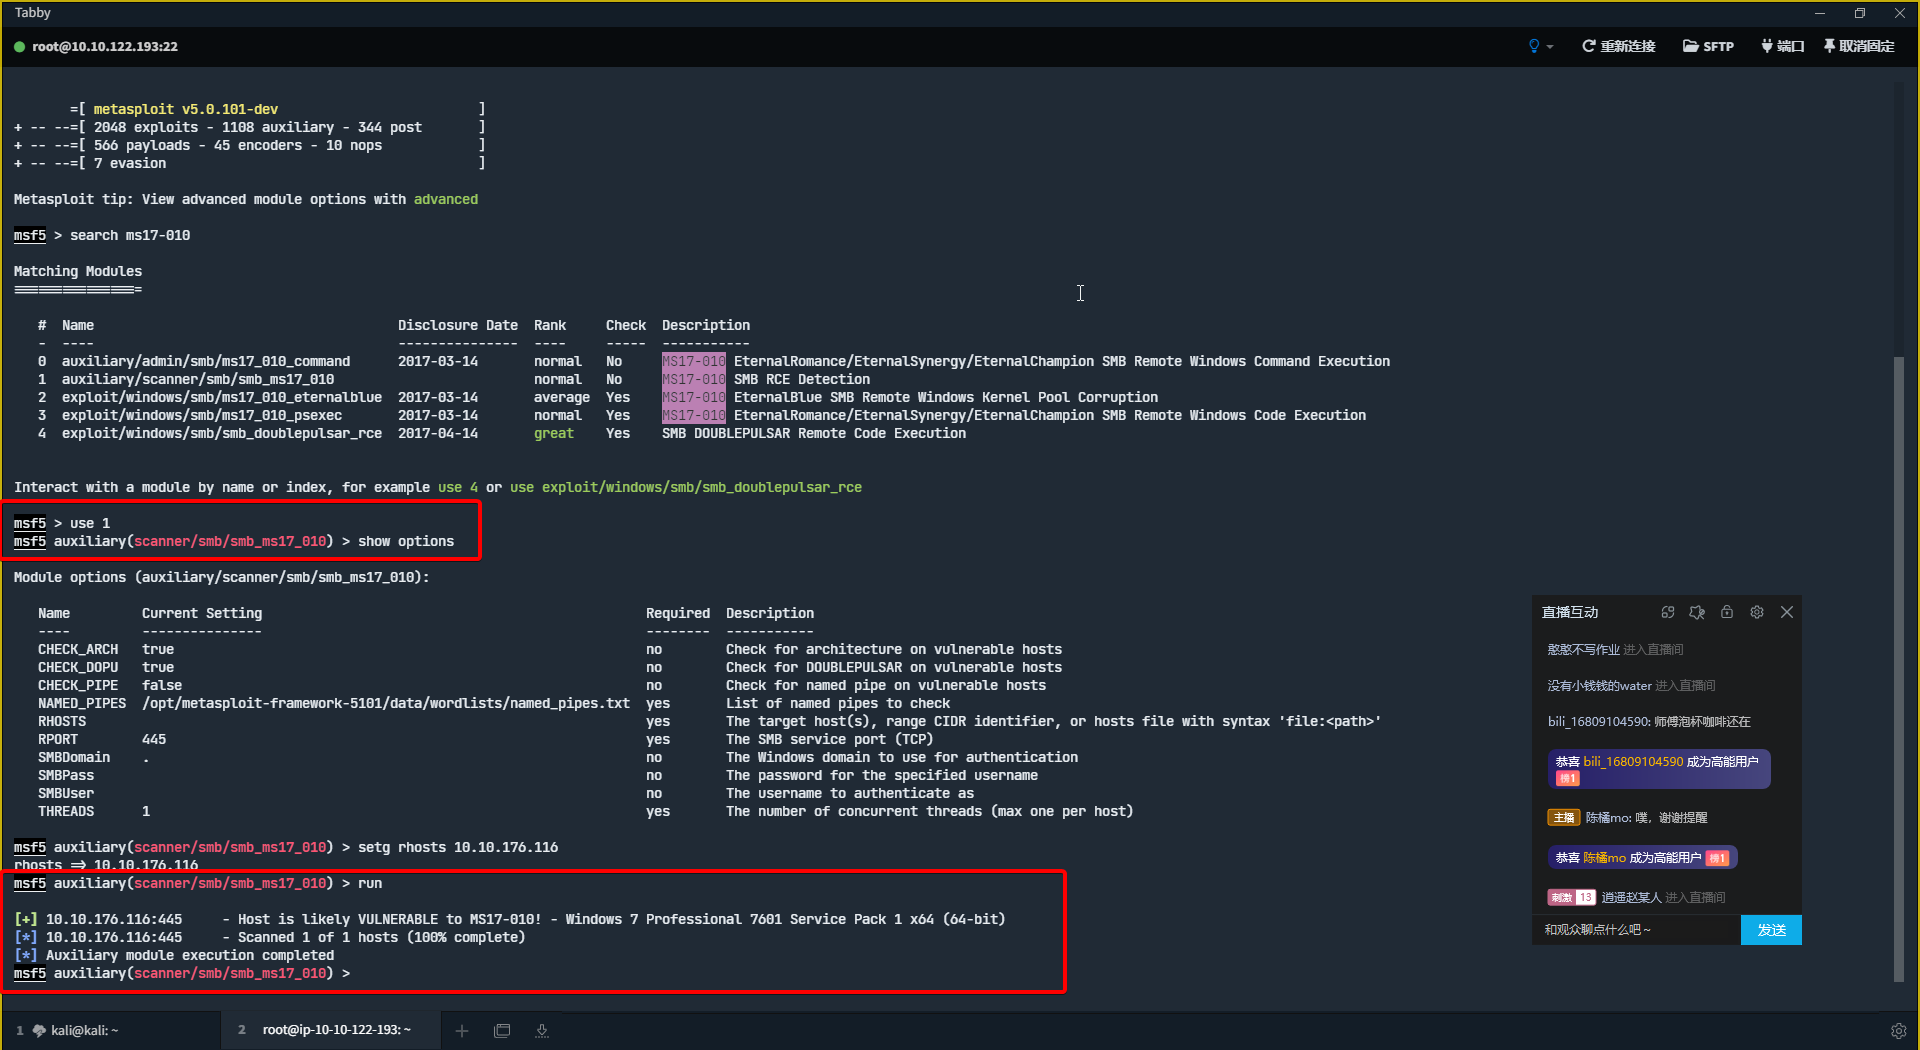 Tabby
root@10.10.122.193:22
重新连接 SFTP 端口 取消固定
=[ metasploit v5.0.101-dev ]
+ -- --=[ 2048 exploits - 1108 auxiliary - 344 post ]
+ -- --=[ 566 payloads - 45 encoders - 10 nops ]
+ -- --=[ 7 evasion ]
Metasploit tip: View advanced module options with advanced
msf5 > search ms17-010
Matching Modules
================
# Name Disclosure Date Rank Check Description
- ---- --------------- ---- ----- -----------
0 auxiliary/admin/smb/ms17_010_command 2017-03-14 normal No MS17-010 EternalRomance/EternalSynergy/EternalChampion SMB Remote Windows Command Execution
1 auxiliary/scanner/smb/smb_ms17_010 normal No MS17-010 SMB RCE Detection
2 exploit/windows/smb/ms17_010_eternalblue 2017-03-14 average Yes MS17-010 EternalBlue SMB Remote Windows Kernel Pool Corruption
3 exploit/windows/smb/ms17_010_psexec 2017-03-14 normal Yes MS17-010 EternalRomance/EternalSynergy/EternalChampion SMB Remote Windows Code Execution
4 exploit/windows/smb/smb_doublepulsar_rce 2017-04-14 great Yes SMB DOUBLEPULSAR Remote Code Execution
Interact with a module by name or index, for example use 4 or use exploit/windows/smb/smb_doublepulsar_rce
msf5 > use 1
msf5 auxiliary(scanner/smb/smb_ms17_010) > show options
Module options (auxiliary/scanner/smb/smb_ms17_010):
Name Current Setting Required Description
---- --------------- -------- -----------
CHECK_ARCH true no Check for architecture on vulnerable hosts
CHECK_DOPU true no Check for DOUBLEPULSAR on vulnerable hosts
CHECK_PIPE false no Check for named pipe on vulnerable hosts
NAMED_PIPES /opt/metasploit-framework-5101/data/wordlists/named_pipes.txt yes List of named pipes to check
RHOSTS yes The target host(s), range CIDR identifier, or hosts file with syntax 'file:<path>'
RPORT 445 yes The SMB service port (TCP)
SMBDomain . no The Windows domain to use for authentication
SMBPass no The password for the specified username
SMBUser no The username to authenticate as
THREADS 1 yes The number of concurrent threads (max one per host)
msf5 auxiliary(scanner/smb/smb_ms17_010) > setg rhosts 10.10.176.116
rhosts => 10.10.176.116
msf5 auxiliary(scanner/smb/smb_ms17_010) > run
[+] 10.10.176.116:445 - Host is likely VULNERABLE to MS17-010! - Windows 7 Professional 7601 Service Pack 1 x64 (64-bit)
[*] 10.10.176.116:445 - Scanned 1 of 1 hosts (100% complete)
[*] Auxiliary module execution completed
msf5 auxiliary(scanner/smb/smb_ms17_010) >
直播互动
憨憨不写作业 进入直播间
没有小钱钱的water 进入直播间
bili_16809104590: 师傅泡杯咖啡还在
恭喜 bili_16809104590 成为高能用户
榜1
主播 陈橘mo: 噗，谢谢提醒
恭喜 陈橘mo 成为高能用户 榜1
刺激 13 逍遥赵某人 进入直播间
和观众聊点什么吧~ 发送
1 kali@kali: ~ 2 root@ip-10-10-122-193: ~